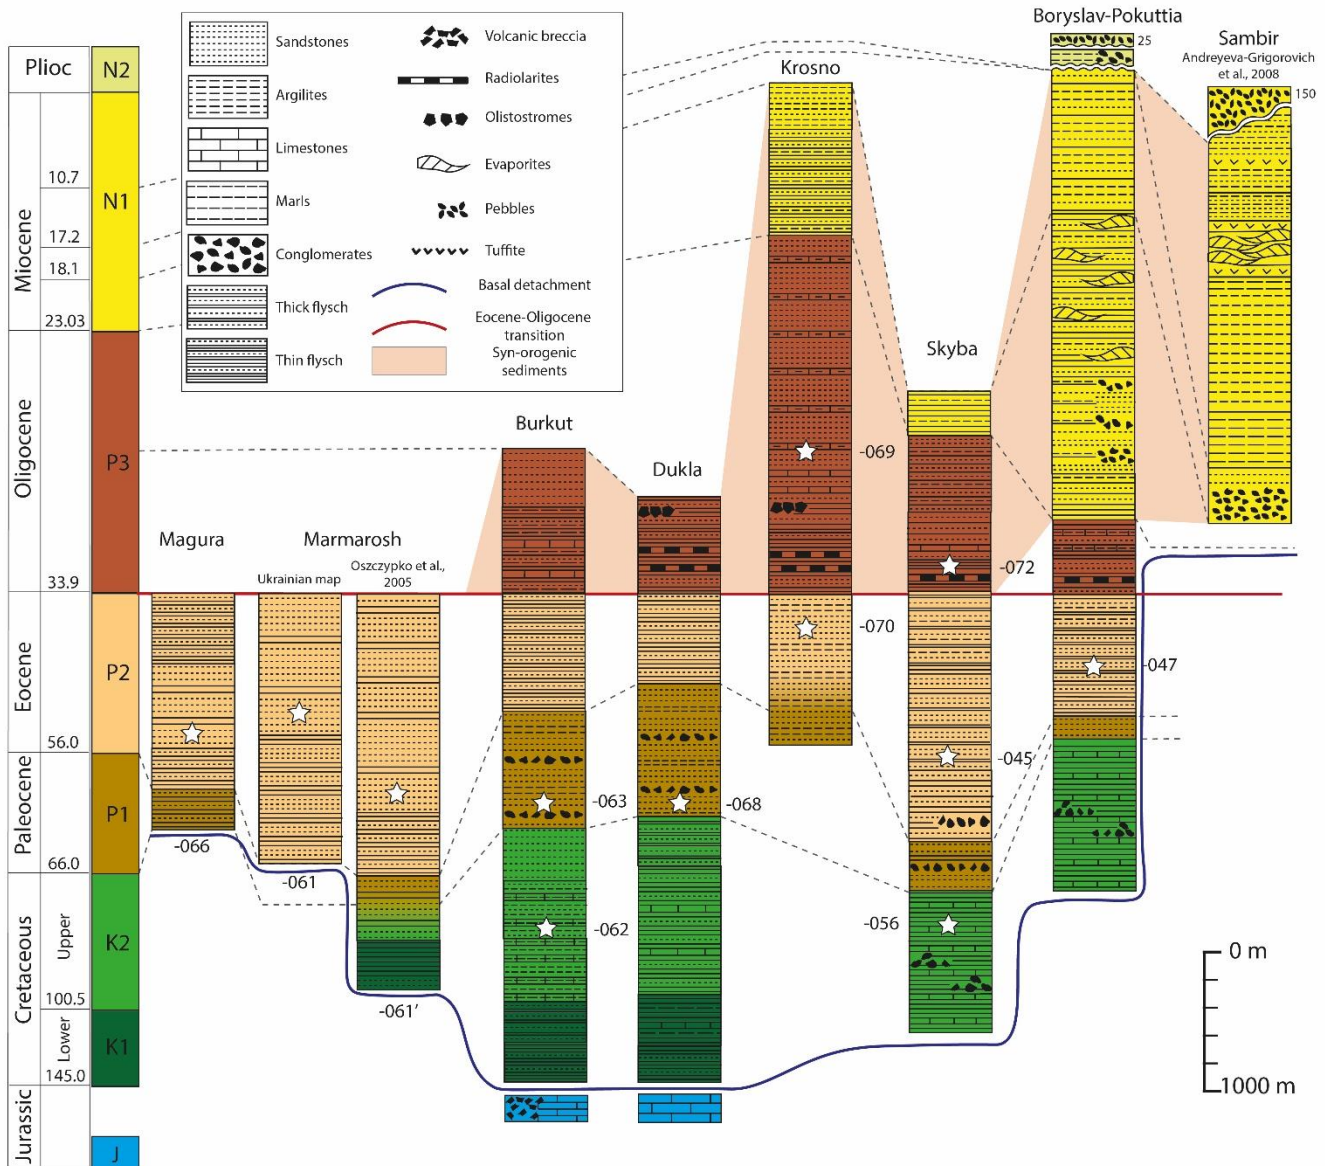 Boryslav-Pokuttia
25
Sambir
Andreyeva-Grigorovich
et al., 2008
150
Krosno
Skyba
Burkut
Dukla
Magura
Marmarosh
Ukrainian map
Oszczypko et al.,
2005
Sandstones
Argilites
Limestones
Marls
Conglomerates
Thick flysch
Thin flysch
Volcanic breccia
Radiolarites
Olistostromes
Evaporites
Pebbles
Tuffite
Basal detachment
Eocene-Oligocene
transition
Syn-orogenic
sediments
Plioc
N2
Miocene
10.7
17.2
18.1
23.03
N1
Oligocene
33.9
P3
Eocene
56.0
P2
Paleocene
66.0
P1
Cretaceous
Upper
100.5
K2
Lower
145.0
K1
Jurassic
J
-069
-072
-070
-047
-045
-063
-068
-066
-061
-062
-056
-061’
0 m
1000 m